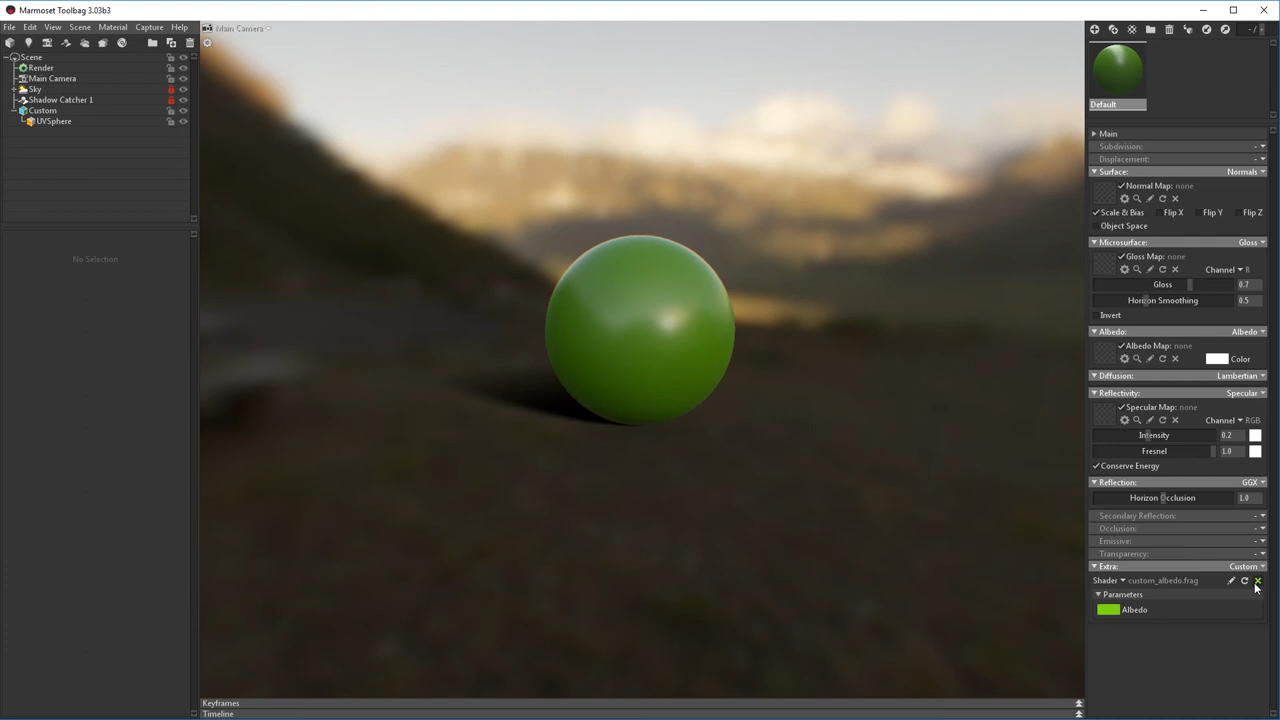 Marmoset Toolbag 3.03b3
File Edit View Scene Material Capture Help
Scene
Render
Main Camera
Sky
Shadow Catcher 1
Custom
UVSphere
No Selection
Main Camera
Keyframes
Timeline
- /
Default
Main
Subdivision: -
Displacement: -
Surface: Normals
Normal Map: none
Scale & Bias Flip X Flip Y Flip Z
Object Space
Microsurface: Gloss
Gloss Map: none
Channel R
Gloss 0.7
Horizon Smoothing 0.5
Invert
Albedo: Albedo
Albedo Map: none
Color
Diffusion: Lambertian
Reflectivity: Specular
Specular Map: none
Channel RGB
Intensity 0.2
Fresnel 1.0
Conserve Energy
Reflection: GGX
Horizon Occlusion 1.0
Secondary Reflection: -
Occlusion: -
Emissive: -
Transparency: -
Extra: Custom
Shader custom_albedo.frag
Parameters
Albedo